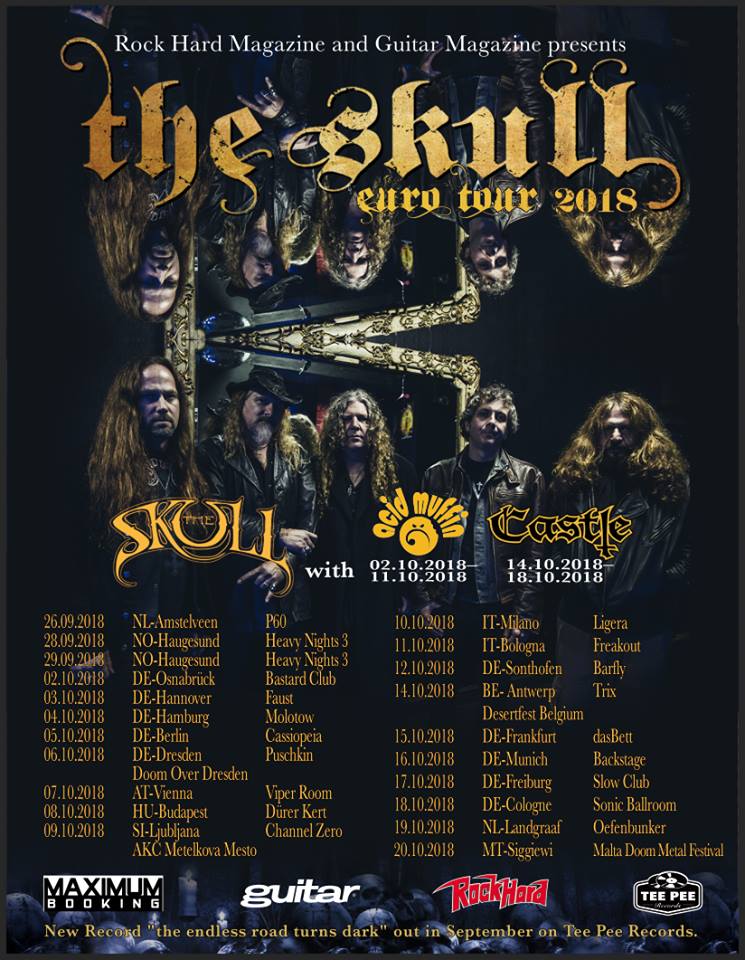 Rock Hard Magazine and Guitar Magazine presents
the skull
euro tour 2018
THE SKULL
with
acid muffin
02.10.2018–
11.10.2018
Castle
14.10.2018–
18.10.2018
26.09.2018 NL-Amstelveen P60
28.09.2018 NO-Haugesund Heavy Nights 3
29.09.2018 NO-Haugesund Heavy Nights 3
02.10.2018 DE-Osnabrück Bastard Club
03.10.2018 DE-Hannover Faust
04.10.2018 DE-Hamburg Molotow
05.10.2018 DE-Berlin Cassiopeia
06.10.2018 DE-Dresden Puschkin
Doom Over Dresden
07.10.2018 AT-Vienna Viper Room
08.10.2018 HU-Budapest Dürer Kert
09.10.2018 SI-Ljubljana Channel Zero
AKC Metelkova Mesto
10.10.2018 IT-Milano Ligera
11.10.2018 IT-Bologna Freakout
12.10.2018 DE-Sonthofen Barfly
14.10.2018 BE- Antwerp Trix
Desertfest Belgium
15.10.2018 DE-Frankfurt dasBett
16.10.2018 DE-Munich Backstage
17.10.2018 DE-Freiburg Slow Club
18.10.2018 DE-Cologne Sonic Ballroom
19.10.2018 NL-Landgraaf Oefenbunker
20.10.2018 MT-Siggiewi Malta Doom Metal Festival
MAXIMUM
BOOKING
guitar
RockHard
TEE PEE
Records
New Record "the endless road turns dark" out in September on Tee Pee Records.